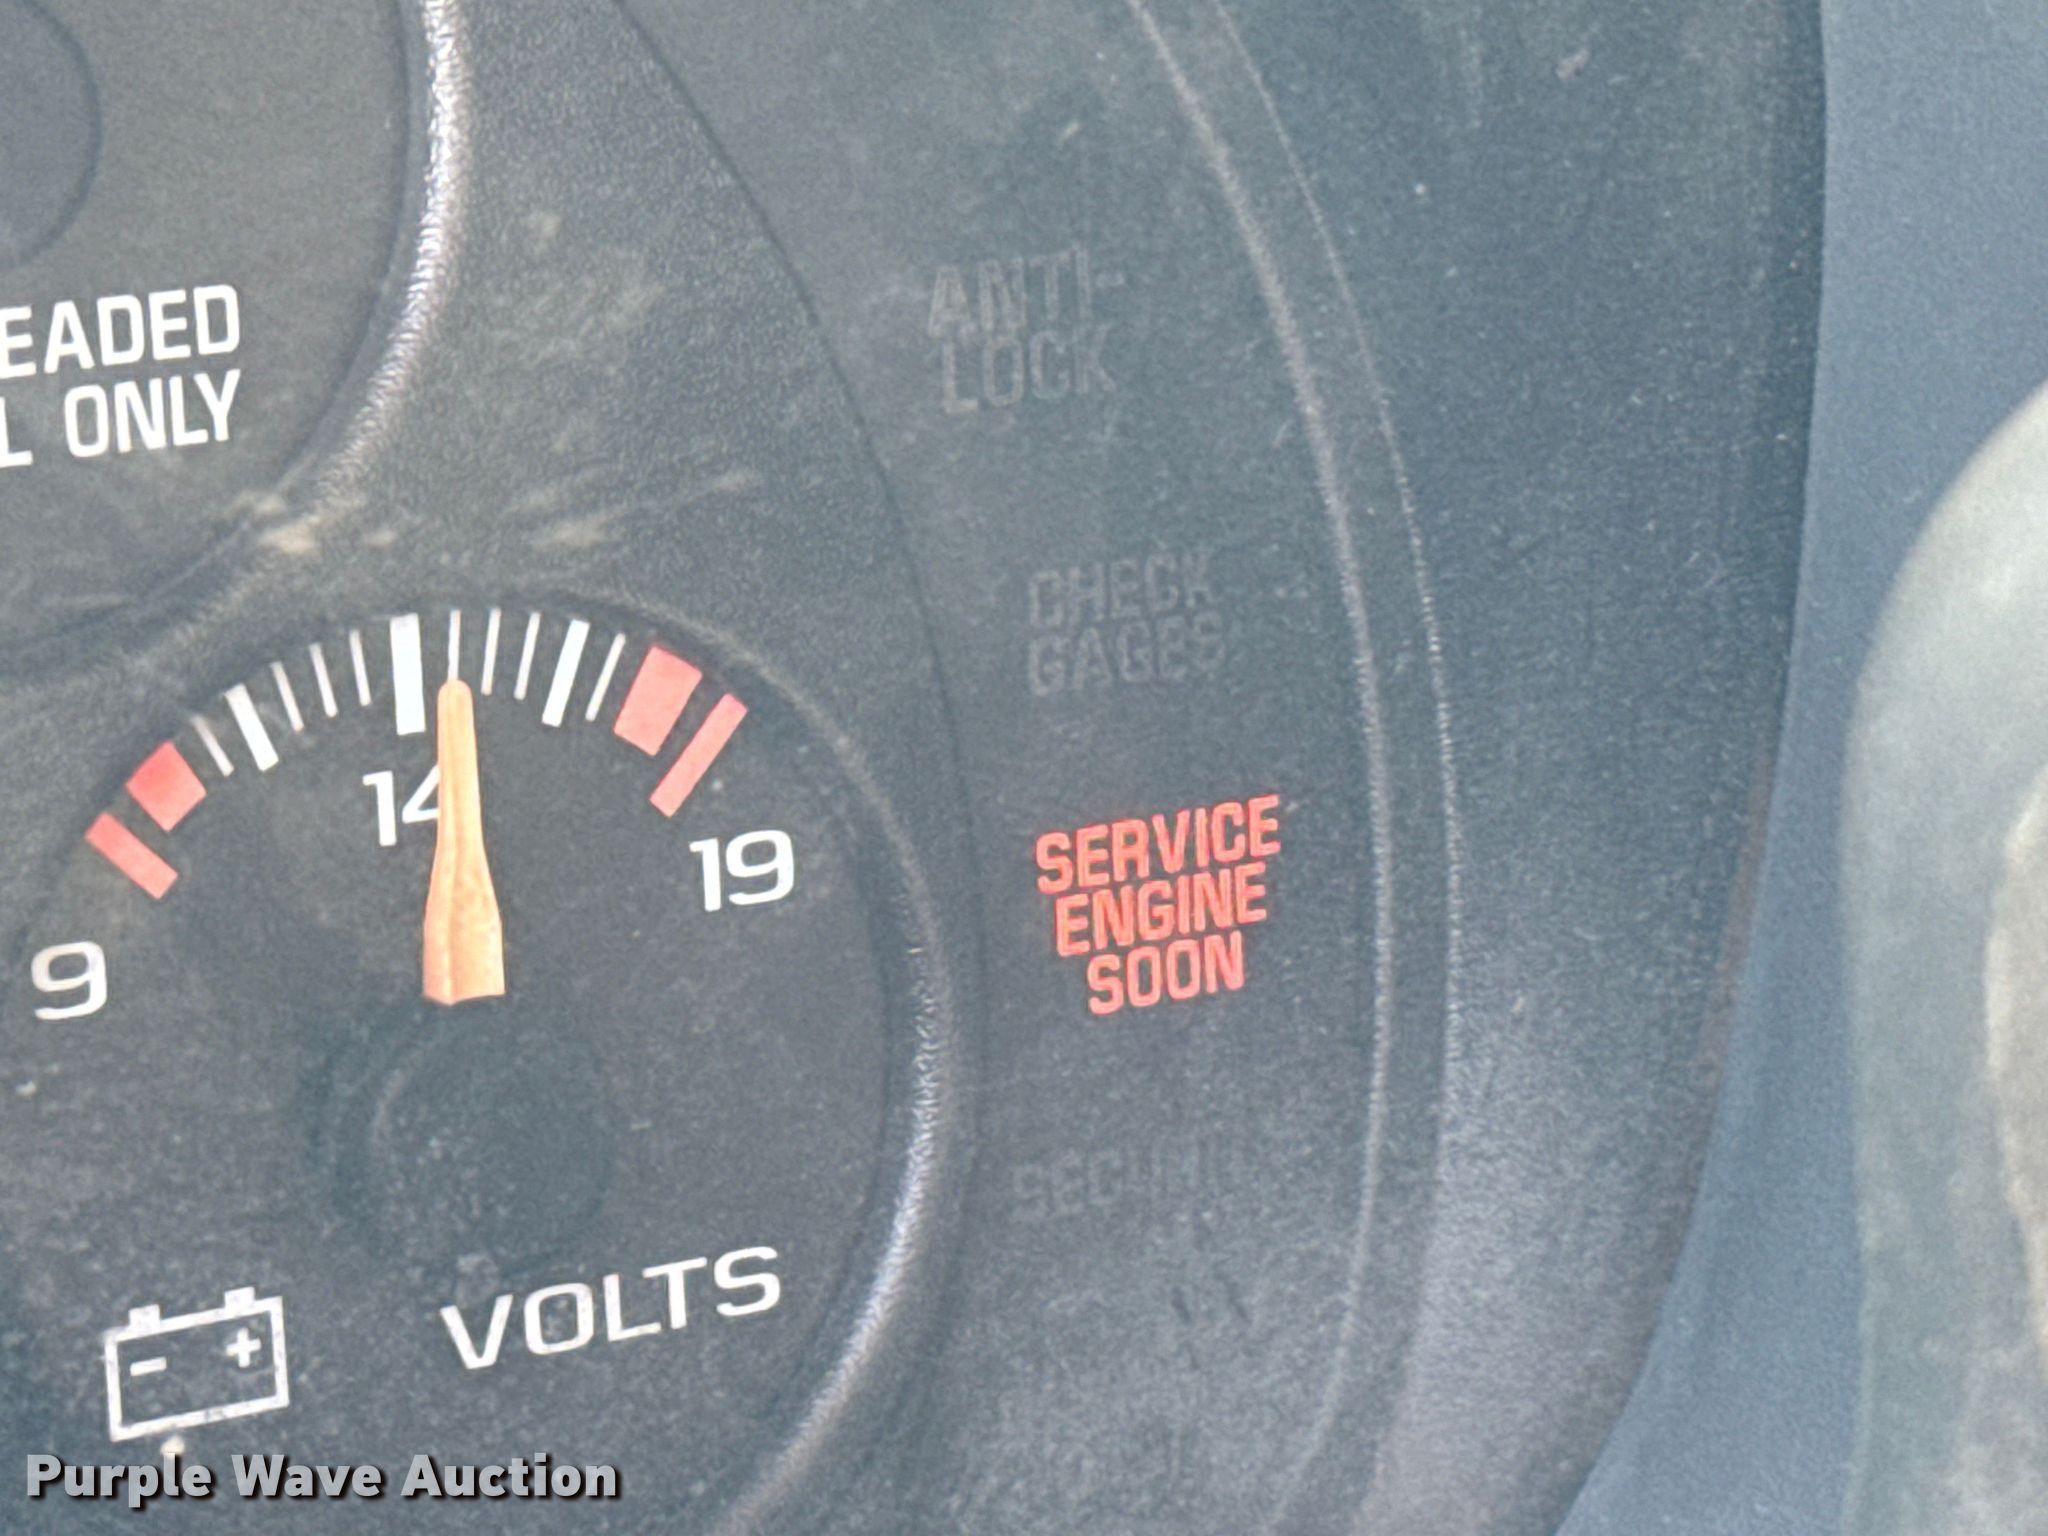 EADED
L ONLY
ANTI-
LOCK
CHECK
GAGES
14
19
9
SERVICE
ENGINE
SOON
- +
VOLTS
Purple Wave Auction